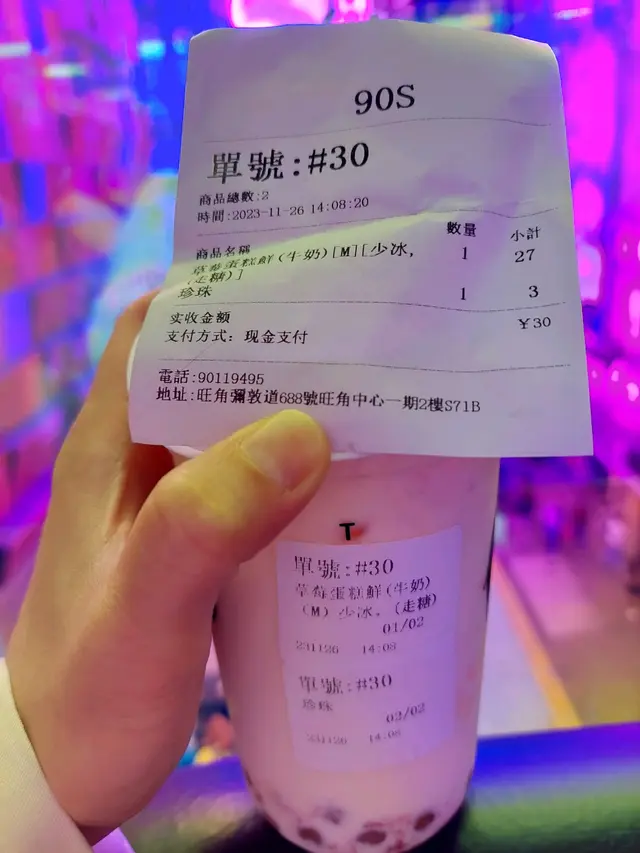 90S
單號:#30
商品總數:2
時間:2023-11-26 14:08:20
商品名稱 數量 小計
草莓蛋糕鮮(牛奶)[M][少冰, 1 27
(走糖)]
珍珠 1 3
实收金额 ¥30
支付方式: 现金支付
電話:90119495
地址:旺角彌敦道688號旺角中心一期2樓S71B
T
單號:#30
草莓蛋糕鮮(牛奶)
(M) 少冰, (走糖)
01/02
231126 14:08
單號:#30
珍珠
02/02
231126 14:08